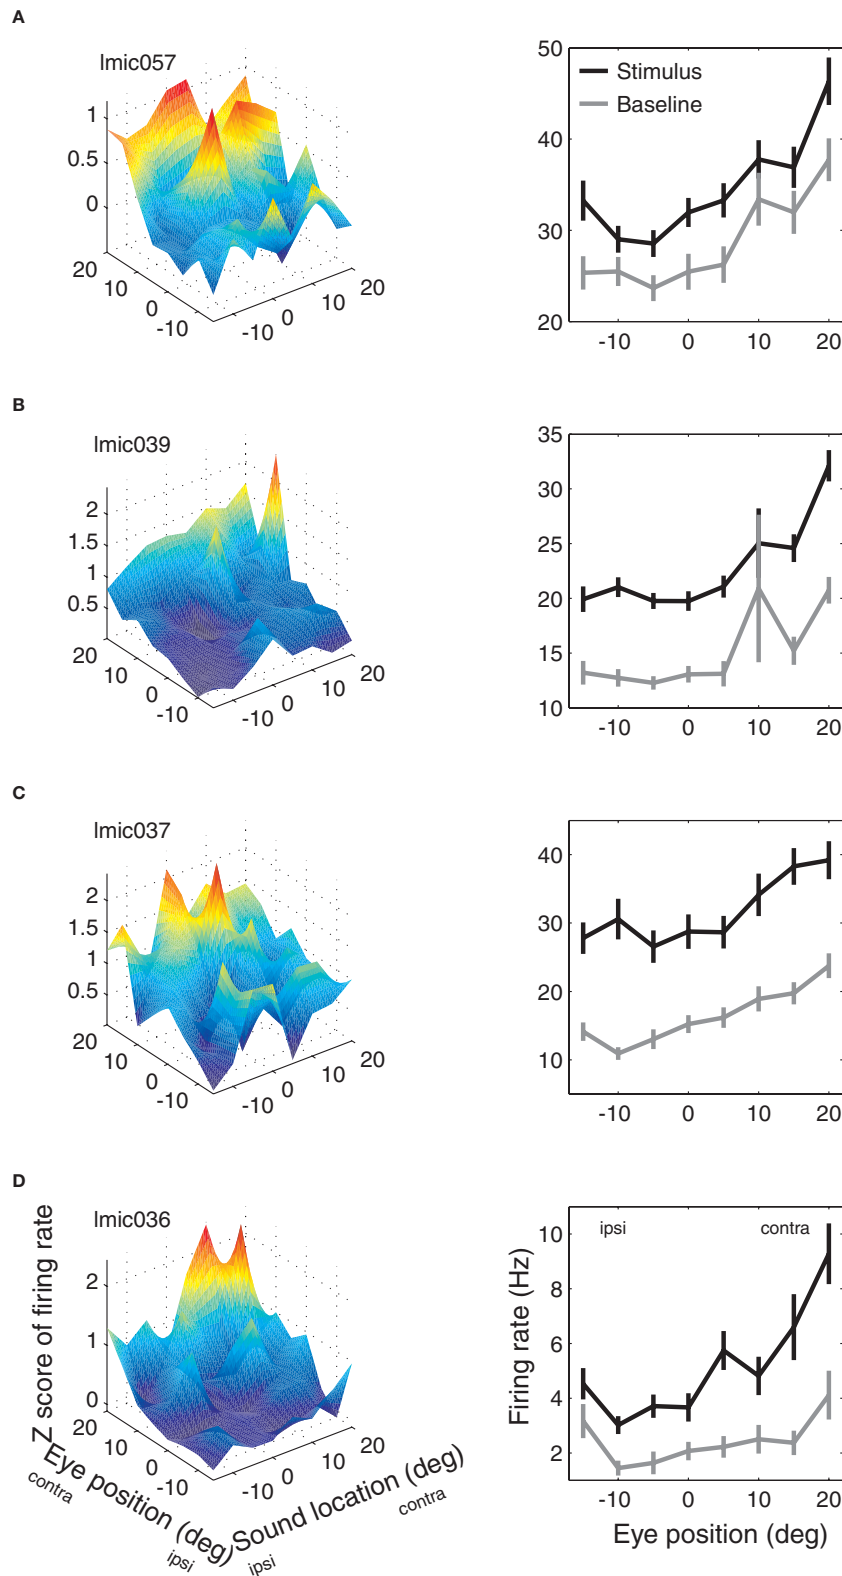 A
lmic057
1
0.5
0
20
10
0
-10
-10
0
10
20
50
40
30
20
Stimulus
Baseline
-10 0 10 20
B
lmic039
2
1.5
1
0.5
20
10
0
-10
-10
0
10
20
35
30
25
20
15
10
-10 0 10 20
C
lmic037
2
1.5
1
0.5
20
10
0
-10
-10
0
10
20
40
30
20
10
-10 0 10 20
D
lmic036
Z score of firing rate
2
1
0
20
10
0
-10
Eye position (deg)
contra
ipsi
-10
0
10
20
Sound location (deg)
ipsi
contra
Firing rate (Hz)
10
8
6
4
2
ipsi contra
-10 0 10 20
Eye position (deg)